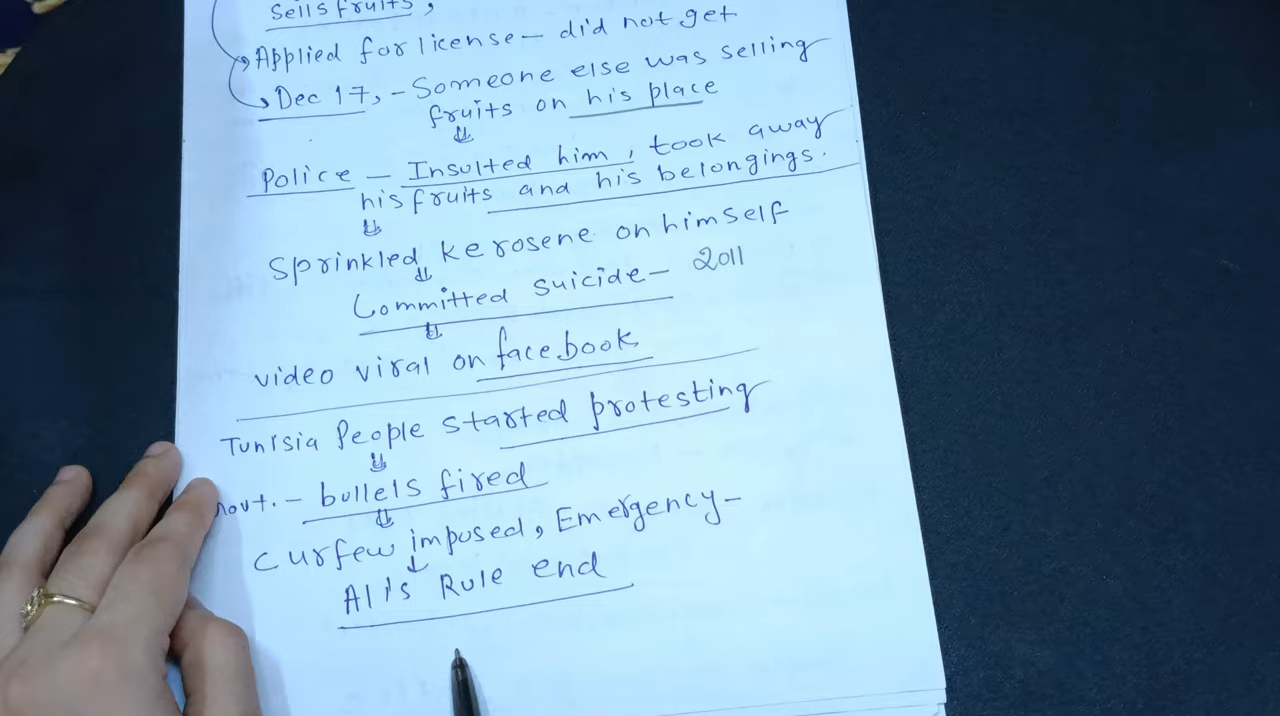 sells fruits,
Applied for license - did not get
Dec 17, - Someone else was selling
fruits on his place
Police - Insulted him, took away
his fruits and his belongings.
Sprinkled kerosene on himself
Committed suicide - 2011
video viral on facebook
Tunisia People started protesting
Govt. - bullets fired
Curfew imposed, Emergency -
Ali's Rule end